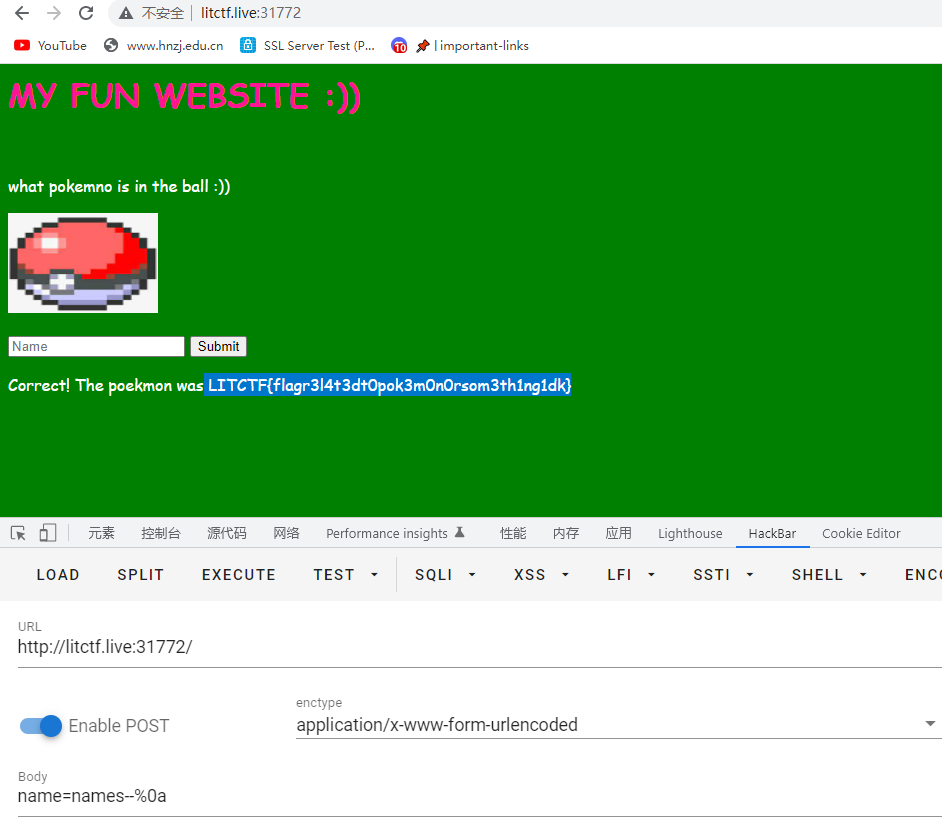 不安全 litctf.live:31772
YouTube www.hnzj.edu.cn SSL Server Test (P... 10 | important-links
MY FUN WEBSITE :))
what pokemno is in the ball :))
Name Submit
Correct! The poekmon was LITCTF{flagr3l4t3dt0pok3m0n0rsom3th1ng1dk}
元素 控制台 源代码 网络 Performance insights 性能 内存 应用 Lighthouse HackBar Cookie Editor
LOAD SPLIT EXECUTE TEST SQLI XSS LFI SSTI SHELL ENCO
URL
http://litctf.live:31772/
enctype
Enable POST application/x-www-form-urlencoded
Body
name=names--%0a